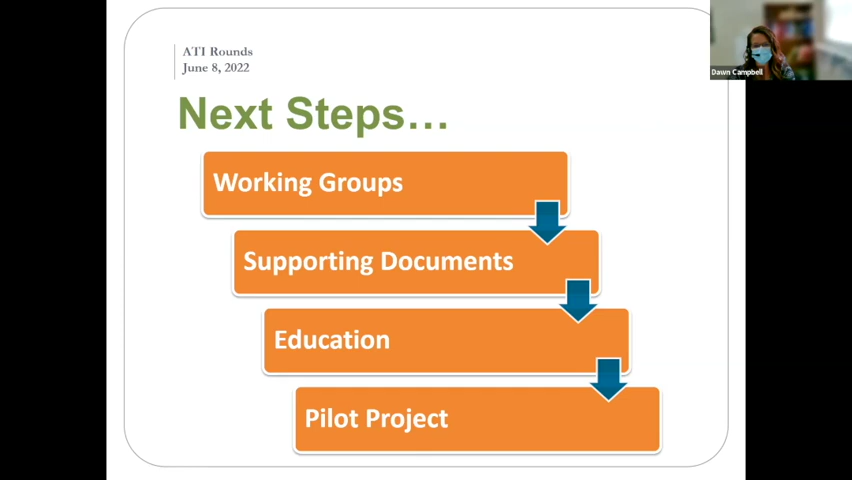 ATI Rounds
June 8, 2022
Dawn Campbell
Next Steps…
Working Groups
Supporting Documents
Education
Pilot Project